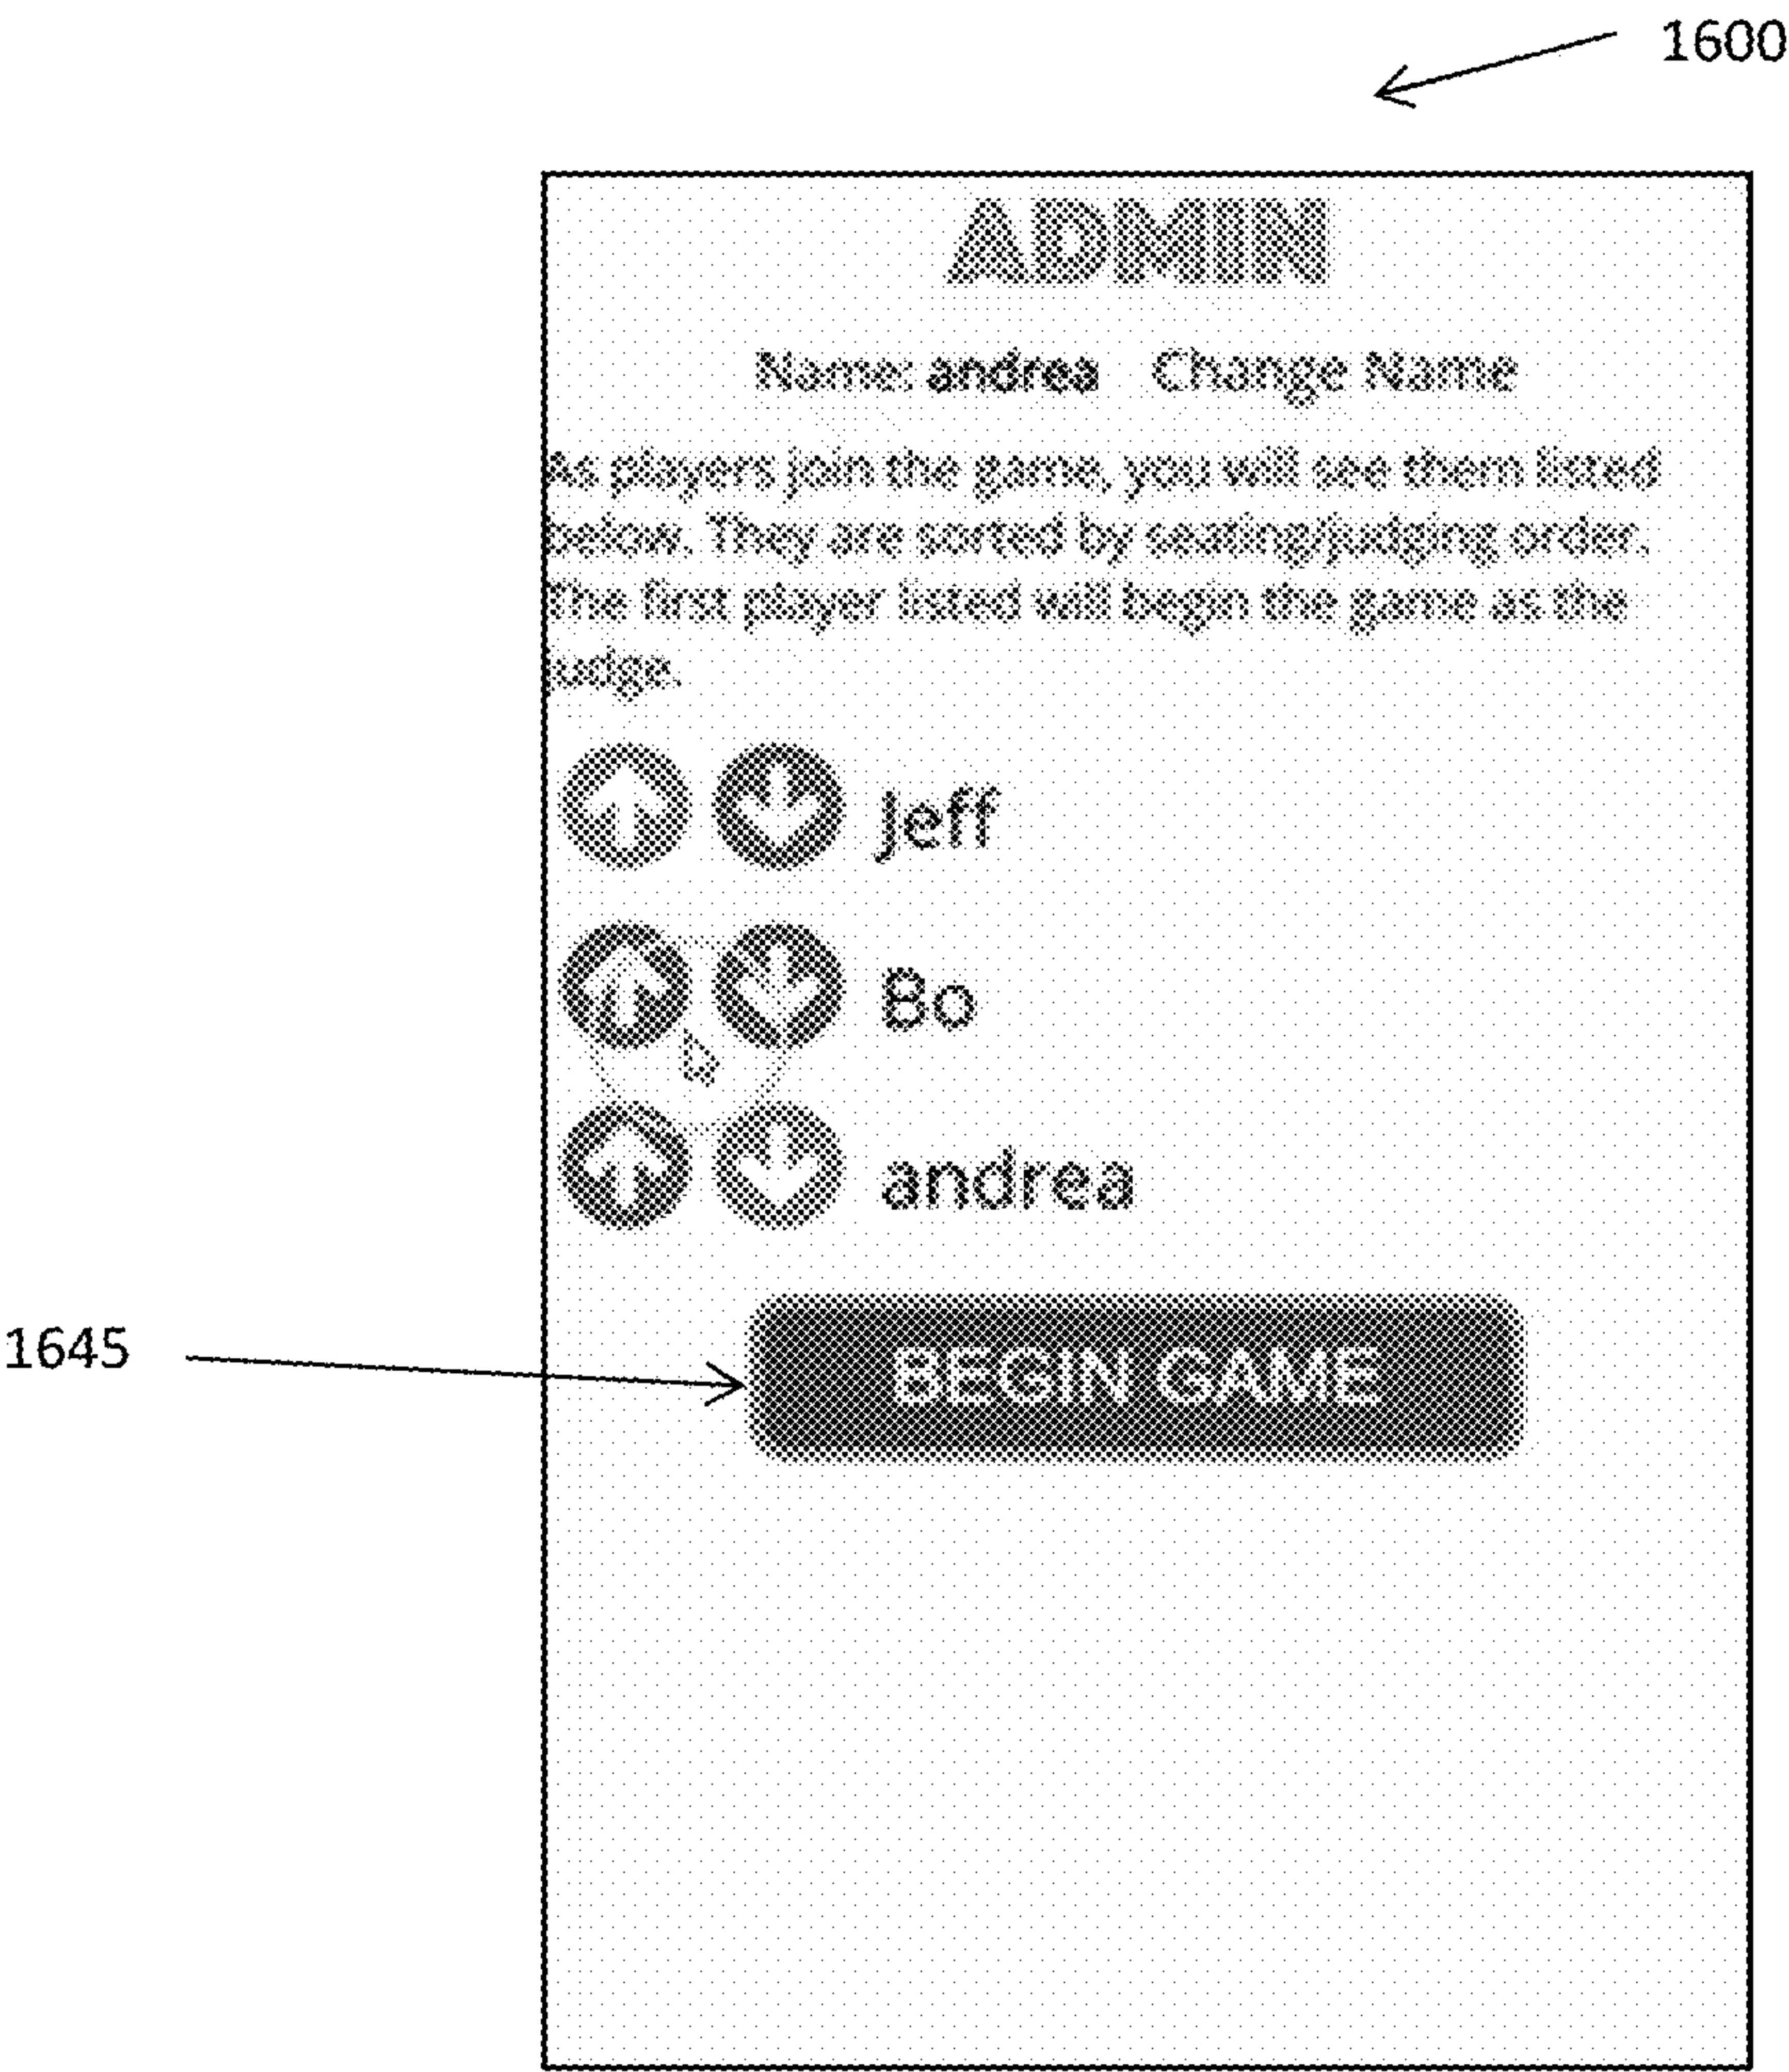 1600
ADMIN
Name: andrea Change Name
As players join the game, you will see them listed
below. They are sorted by seating/judging order.
The first player listed will begin the game as the
judge.
Jeff
Bo
andrea
1645
BEGIN GAME